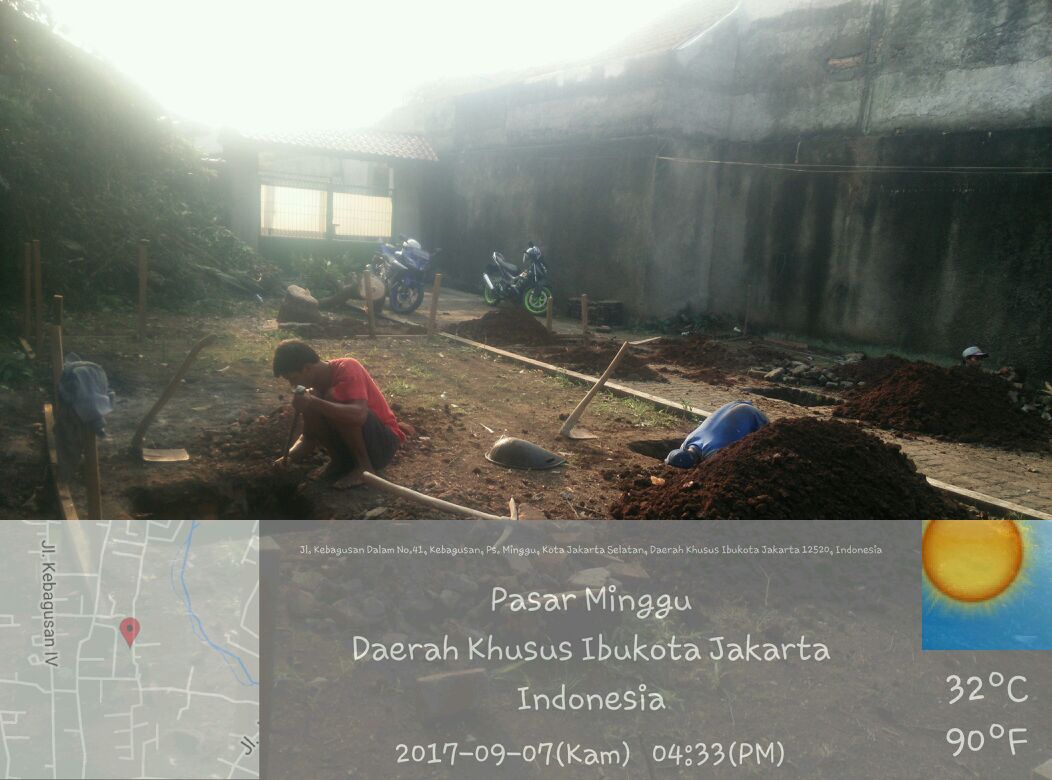 Jl. Kebagusan Dalam No.41, Kebagusan, Ps. Minggu, Kota Jakarta Selatan, Daerah Khusus Ibukota Jakarta 12520, Indonesia
Pasar Minggu
Daerah Khusus Ibukota Jakarta
Indonesia
2017-09-07(Kam) 04:33(PM)
32°C
90°F
Jl. Kebagusan IV
Jl.